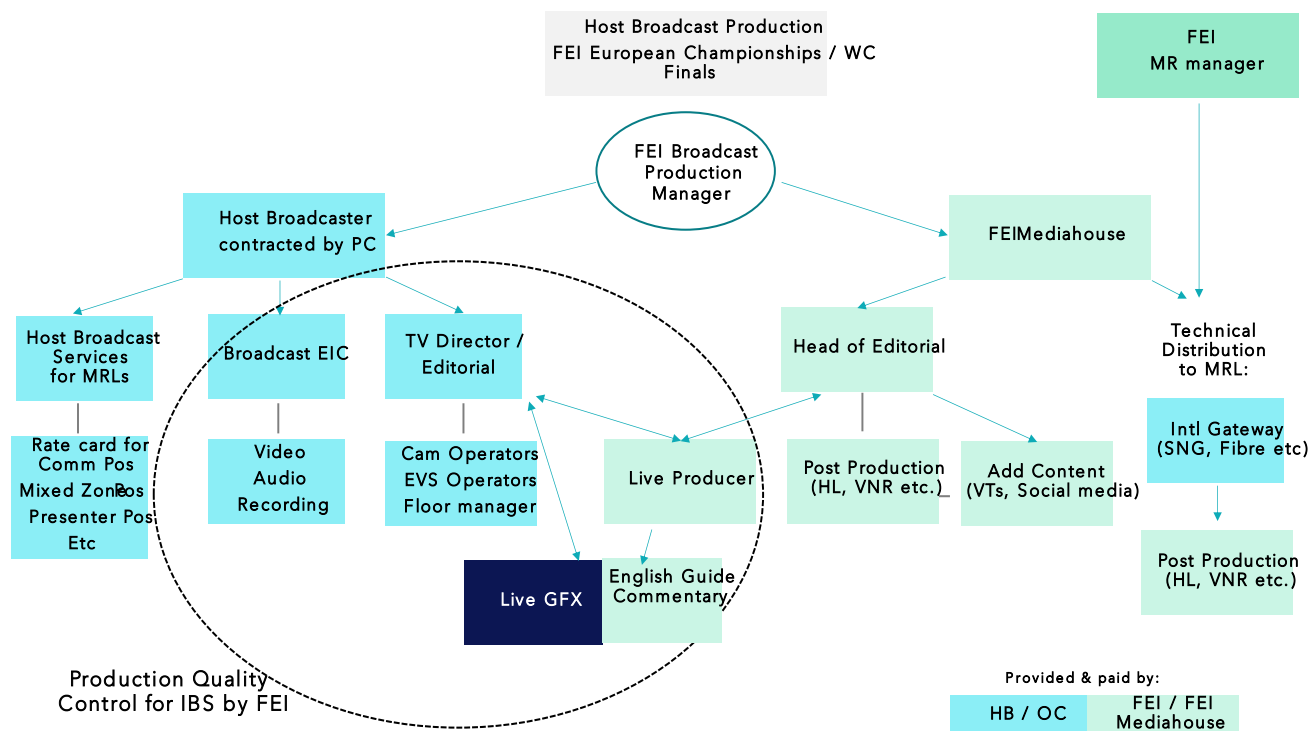 Host Broadcast Production
FEI European Championships / WC
Finals
FEI
MR manager
FEI Broadcast
Production
Manager
Host Broadcaster
contracted by PC
FEIMediahouse
Host Broadcast
Services
for MRLs
Broadcast EIC
TV Director /
Editorial
Head of Editorial
Technical
Distribution
to MRL:
Rate card for
Comm Pos
Mixed Zone Pos
Presenter Pos
Etc
Video
Audio
Recording
Cam Operators
EVS Operators
Floor manager
Live Producer
Post Production
(HL, VNR etc.)
Add Content
(VTs, Social media)
Intl Gateway
(SNG, Fibre etc)
Live GFX
English Guide
Commentary
Post Production
(HL, VNR etc.)
Production Quality
Control for IBS by FEI
Provided & paid by:
HB / OC
FEI / FEI
Mediahouse